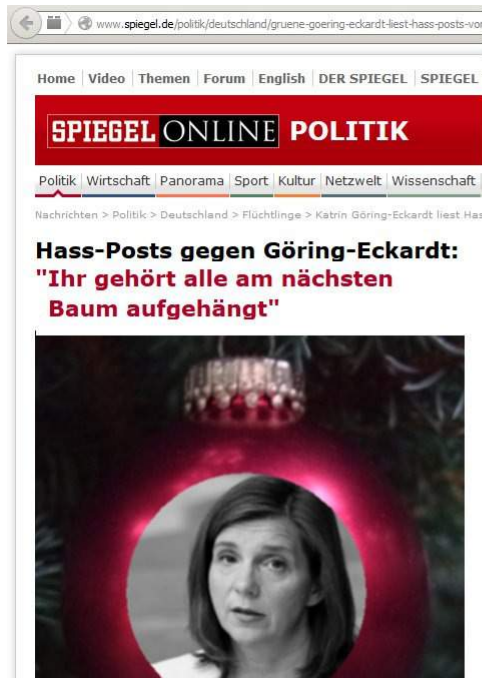 www.spiegel.de/politik/deutschland/gruene-goering-eckardt-liest-hass-posts-vor
Home Video Themen Forum English DER SPIEGEL SPIEGEL
SPIEGEL ONLINE POLITIK
Politik Wirtschaft Panorama Sport Kultur Netzwelt Wissenschaft
Nachrichten > Politik > Deutschland > Flüchtlinge > Katrin Göring-Eckardt liest Has
Hass-Posts gegen Göring-Eckardt:
"Ihr gehört alle am nächsten
Baum aufgehängt"